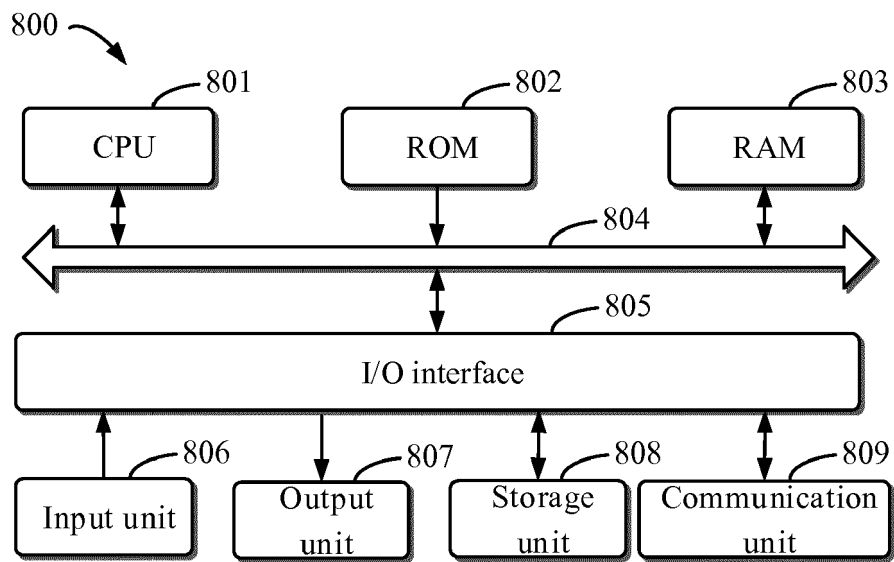 800
801
802
803
CPU
ROM
RAM
804
805
I/O interface
806
807
808
809
Input unit
Output
unit
Storage
unit
Communication
unit